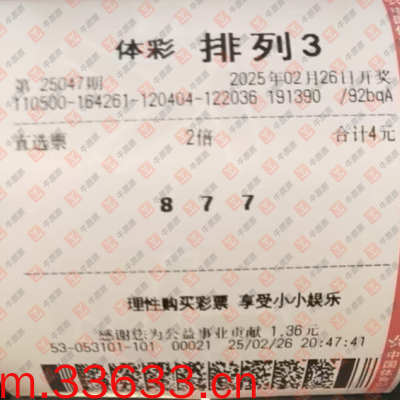 体彩 排列3
第 25047期 2025年02月26日开奖
110500-164261-120404-122036 191390 /92bqA
直选票 2倍 合计4元
8 7 7
理性购买彩票 享受小小娱乐
感谢您为公益事业贡献 1.36元
53-053101-101 00021 25/02/26 20:47:41
m.33633.cn
中国体育